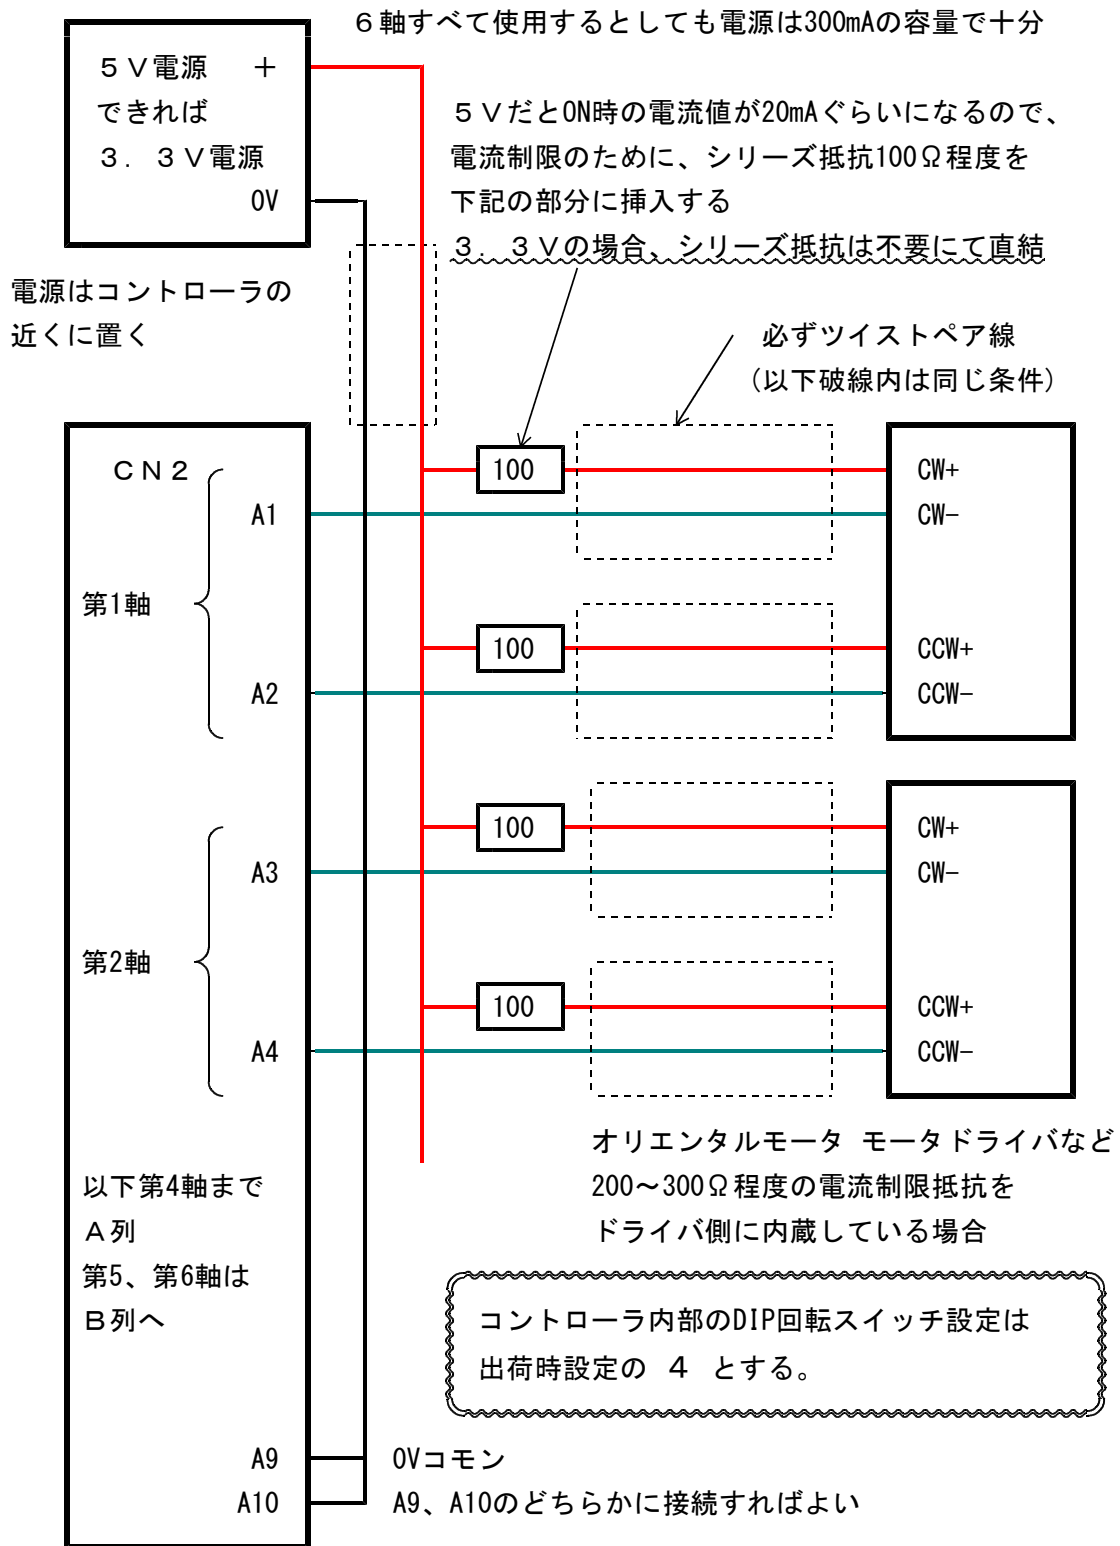 ６軸すべて使用するとしても電源は300mAの容量で十分
５Ｖ電源　＋
できれば
３．３Ｖ電源
0V
５Ｖだと0N時の電流値が20mAぐらいになるので、
電流制限のために、シリーズ抵抗100Ω程度を
下記の部分に挿入する
３．３Ｖの場合、シリーズ抵抗は不要にて直結
電源はコントローラの
近くに置く
必ずツイストペア線
(以下破線内は同じ条件)
ＣＮ２
100
CW+
A1
CW−
第1軸
100
CCW+
A2
CCW−
100
CW+
A3
CW−
第2軸
100
CCW+
A4
CCW−
オリエンタルモータ モータドライバなど
200～300Ω程度の電流制限抵抗を
ドライバ側に内蔵している場合
以下第4軸まで
Ａ列
第5、第6軸は
Ｂ列へ
コントローラ内部のDIP回転スイッチ設定は
出荷時設定の ４ とする。
A9
0Vコモン
A10
A9、A10のどちらかに接続すればよい